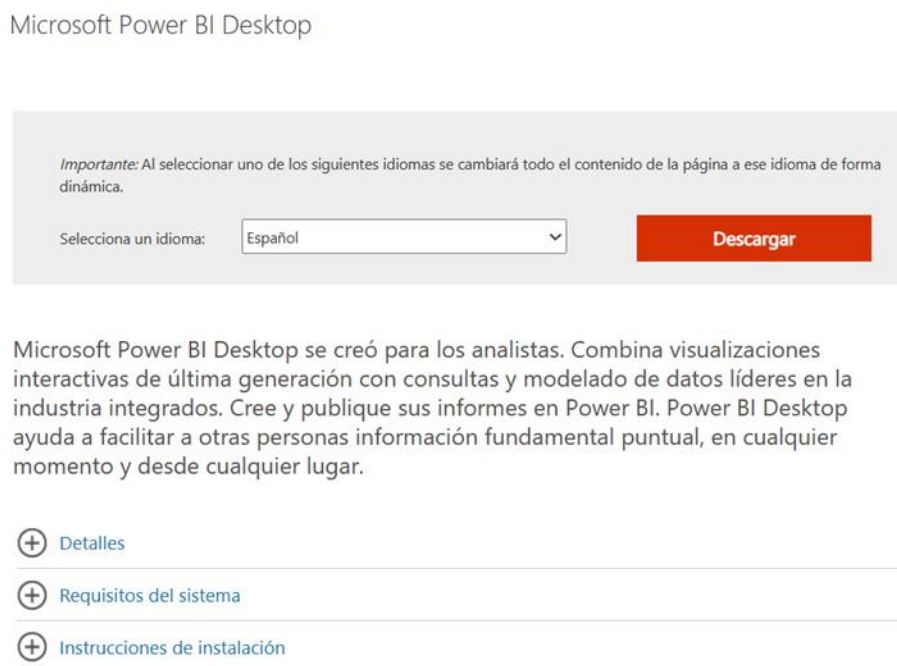 Microsoft Power BI Desktop
Importante: Al seleccionar uno de los siguientes idiomas se cambiará todo el contenido de la página a ese idioma de forma
dinámica.
Selecciona un idioma: Español Descargar
Microsoft Power BI Desktop se creó para los analistas. Combina visualizaciones
interactivas de última generación con consultas y modelado de datos líderes en la
industria integrados. Cree y publique sus informes en Power BI. Power BI Desktop
ayuda a facilitar a otras personas información fundamental puntual, en cualquier
momento y desde cualquier lugar.
Detalles
Requisitos del sistema
Instrucciones de instalación